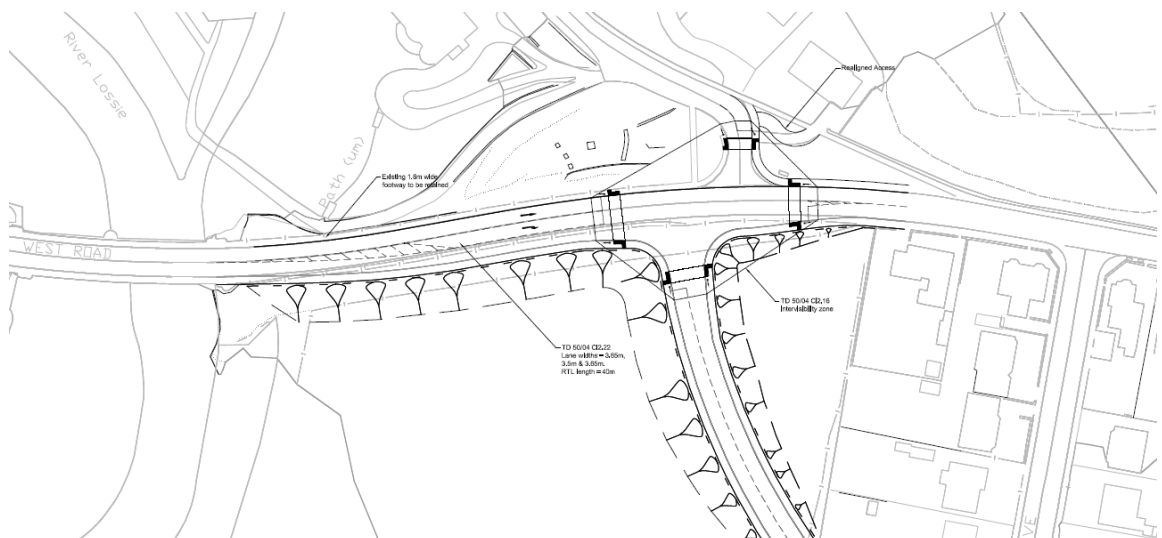 River Lossie
Path (um)
Realigned Access
Existing 1.8m wide
footway to be retained
WEST ROAD
TD 50/04 Cl2.16
Intervisibility zone
TD 50/04 Cl2.22
Lane widths = 3.65m,
3.5m & 3.65m.
RTL length = 40m
VE